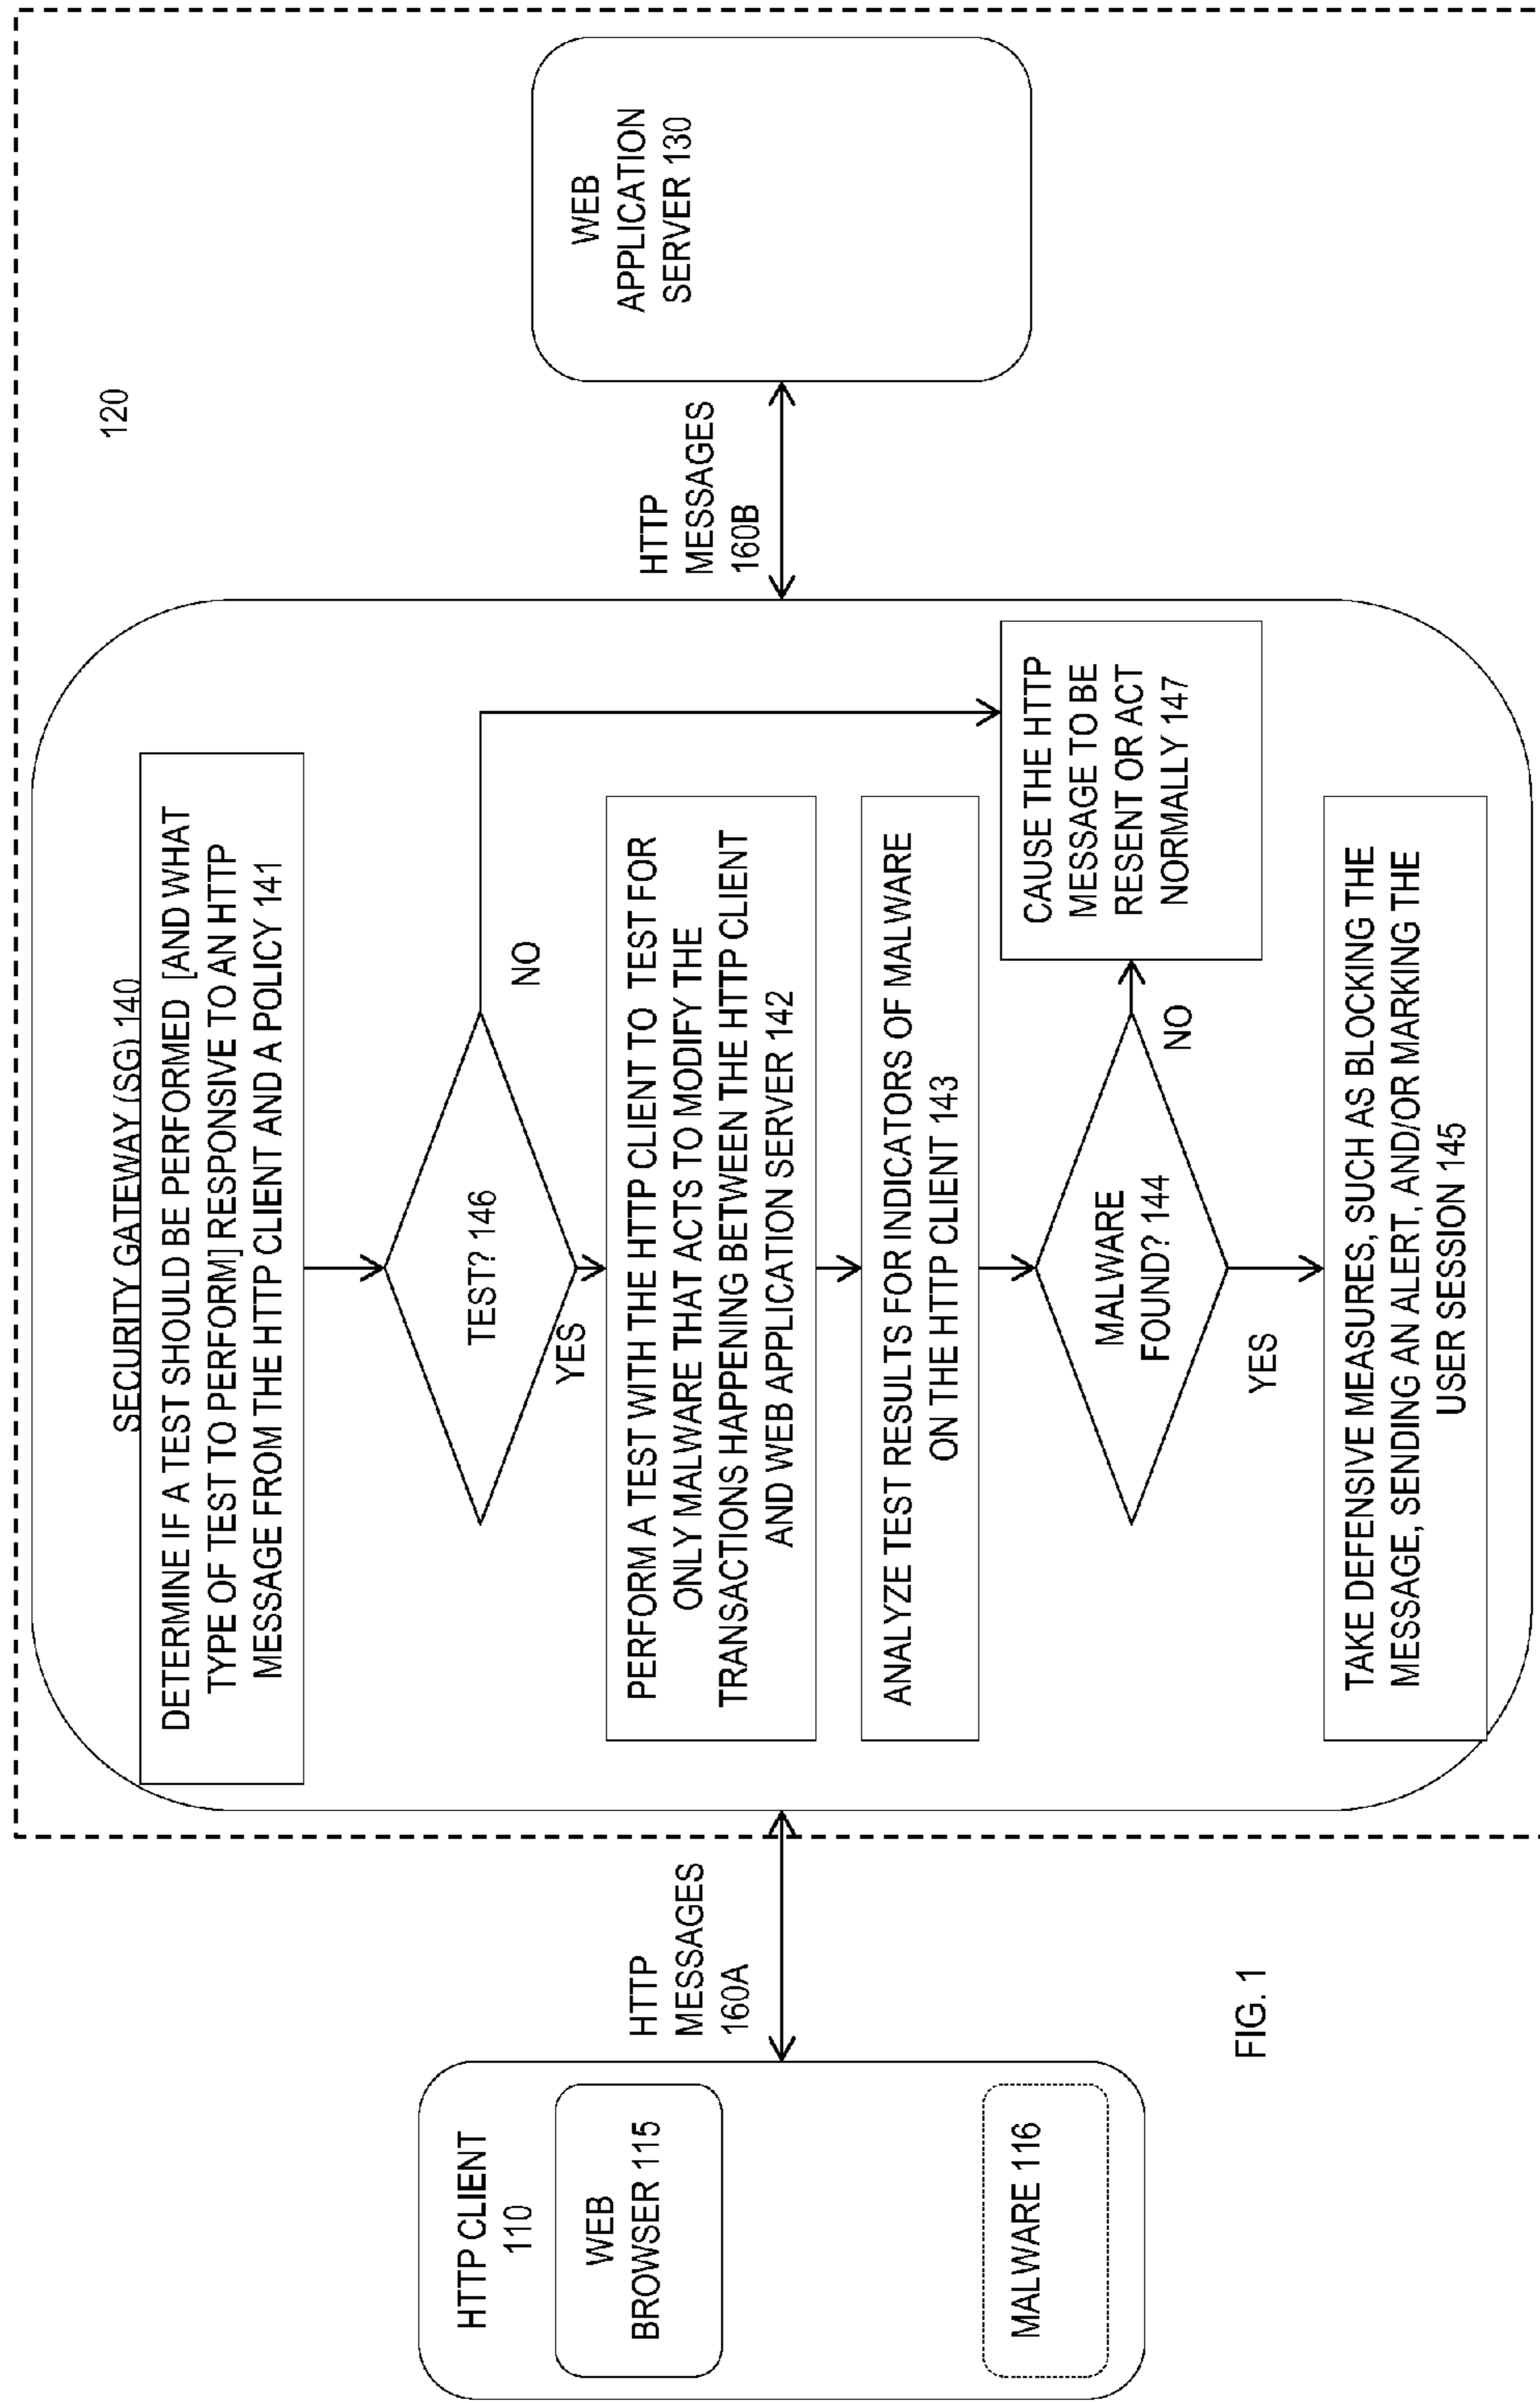 HTTP CLIENT
110
WEB
BROWSER 115
MALWARE 116
HTTP
MESSAGES
160A
FIG. 1
120
SECURITY GATEWAY (SG) 140
DETERMINE IF A TEST SHOULD BE PERFORMED [AND WHAT
TYPE OF TEST TO PERFORM] RESPONSIVE TO AN HTTP
MESSAGE FROM THE HTTP CLIENT AND A POLICY 141
TEST? 146
NO
YES
PERFORM A TEST WITH THE HTTP CLIENT TO TEST FOR
ONLY MALWARE THAT ACTS TO MODIFY THE
TRANSACTIONS HAPPENING BETWEEN THE HTTP CLIENT
AND WEB APPLICATION SERVER 142
ANALYZE TEST RESULTS FOR INDICATORS OF MALWARE
ON THE HTTP CLIENT 143
MALWARE
FOUND? 144
NO
YES
CAUSE THE HTTP
MESSAGE TO BE
RESENT OR ACT
NORMALLY 147
TAKE DEFENSIVE MEASURES, SUCH AS BLOCKING THE
MESSAGE, SENDING AN ALERT, AND/OR MARKING THE
USER SESSION 145
HTTP
MESSAGES
160B
WEB
APPLICATION
SERVER 130